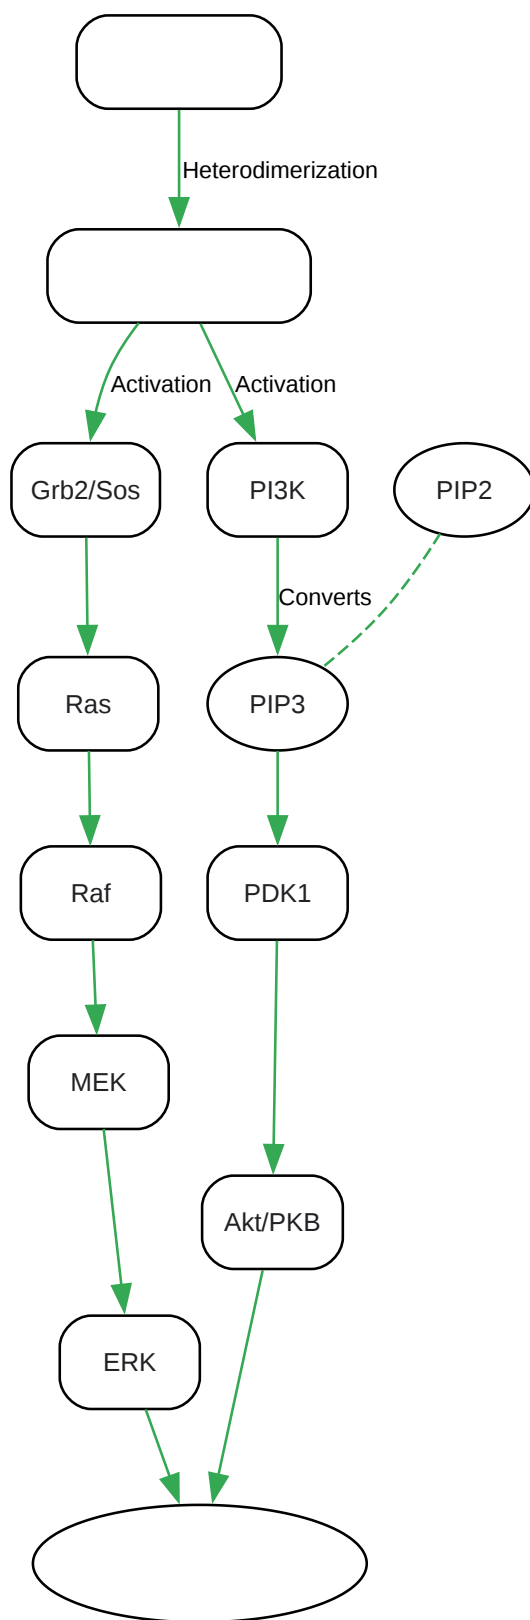 Heterodimerization
Activation
Activation
Grb2/Sos
PI3K
PIP2
Converts
Ras
PIP3
Raf
PDK1
MEK
Akt/PKB
ERK